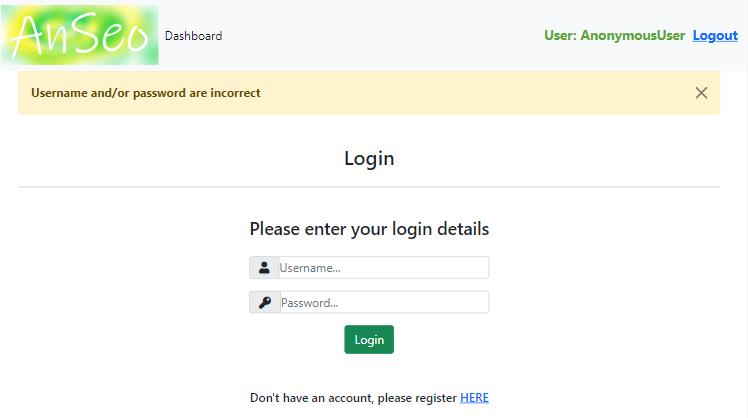 AnSeo
Dashboard
User: AnonymousUser Logout
Username and/or password are incorrect
Login
Please enter your login details
Username...
Password...
Login
Don't have an account, please register HERE